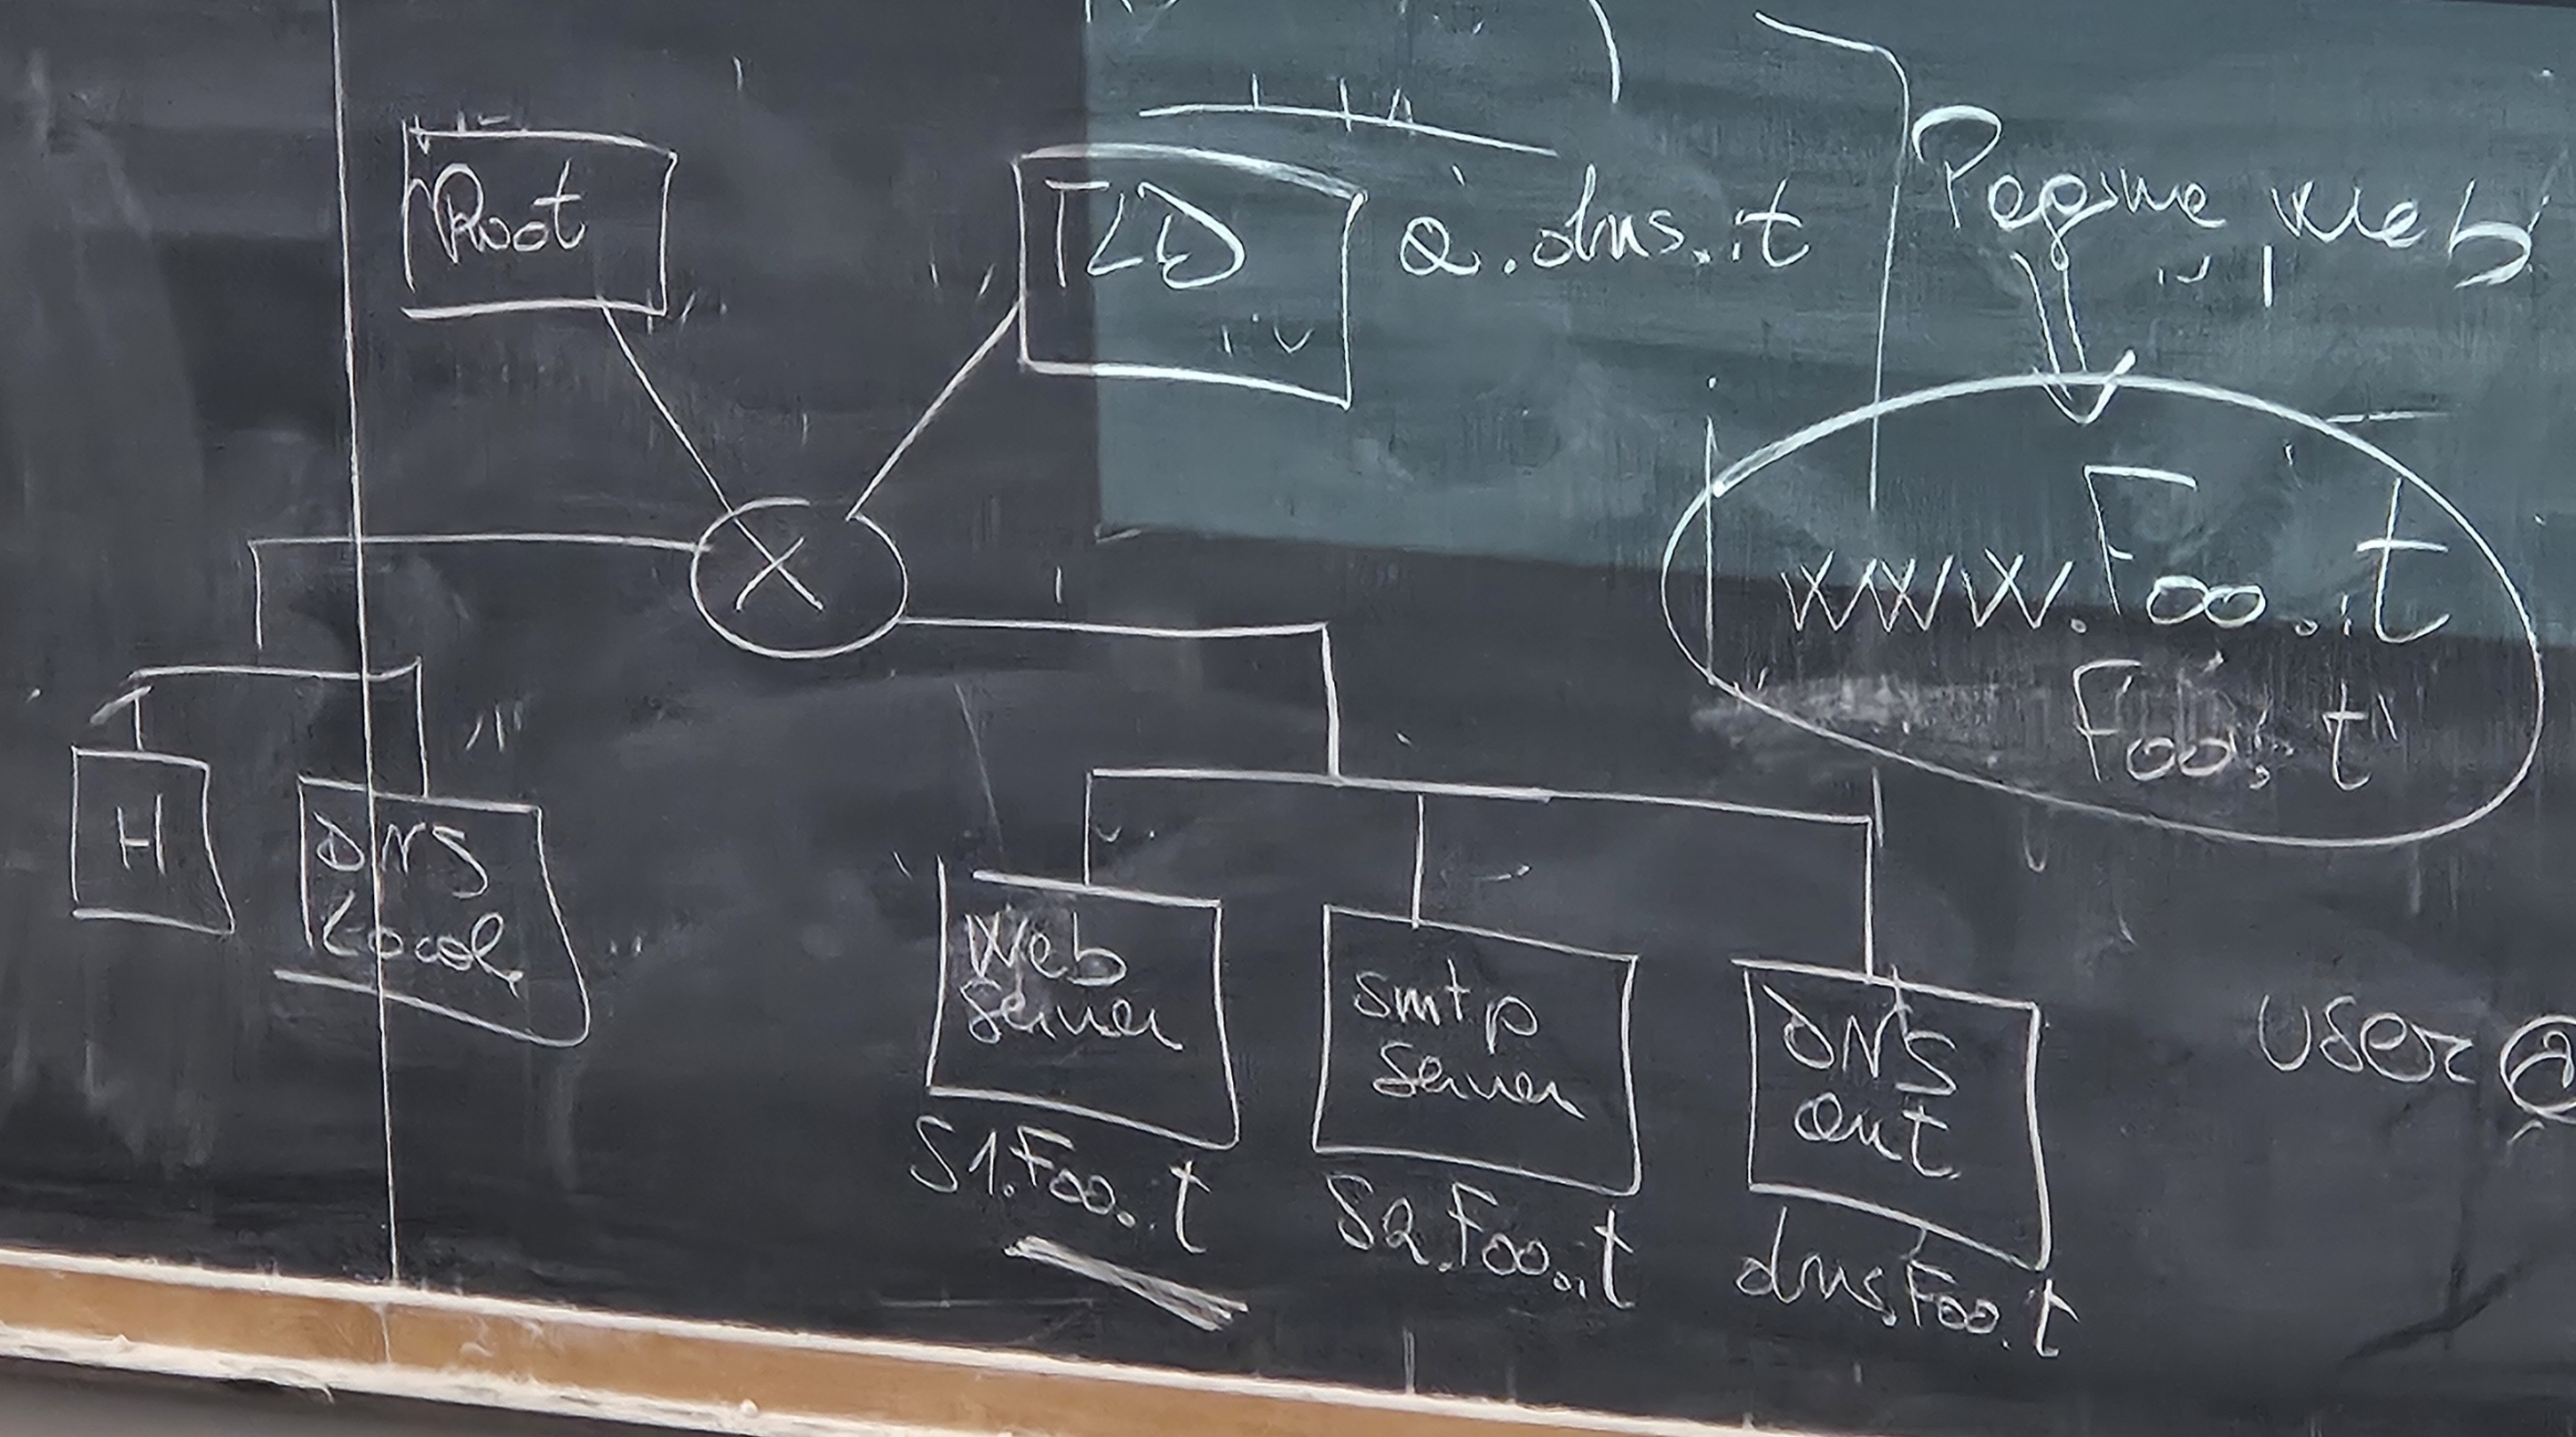 Root
TLD
a.dns.it
Pagine web
www.Foo.it
Foo.it
H
DNS
Local
Web
Server
S1.Foo.it
smtp
Server
S2.Foo.it
DNS
aut
dns.Foo.it
user@